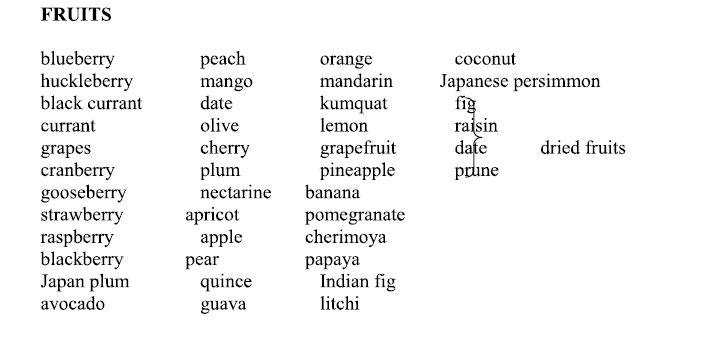 FRUITS
blueberry peach orange coconut
huckleberry mango mandarin Japanese persimmon
black currant date kumquat fig
currant olive lemon raisin
grapes cherry grapefruit date dried fruits
cranberry plum pineapple prune
gooseberry nectarine banana
strawberry apricot pomegranate
raspberry apple cherimoya
blackberry pear papaya
Japan plum quince Indian fig
avocado guava litchi